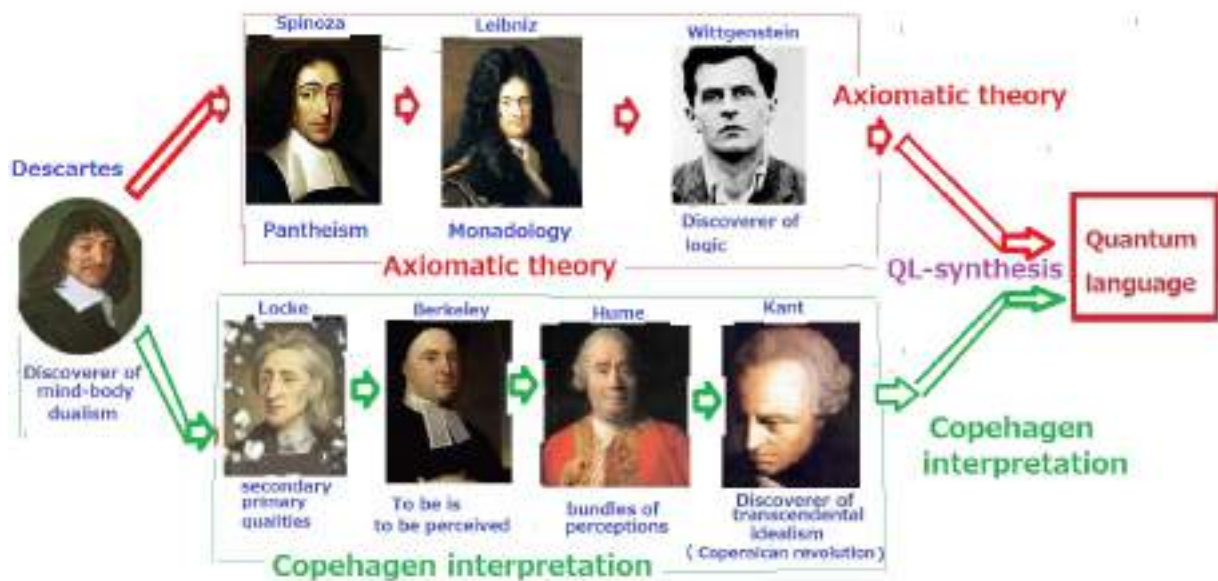 Spinoza
Leibniz
Wittgenstein
Axiomatic theory
Descartes
Pantheism
Monadology
Discoverer of
logic
Axiomatic theory
QL-synthesis
Quantum
language
Locke
Berkeley
Hume
Kant
Discoverer of
mind-body
dualism
secondary
primary
qualities
To be is
to be perceived
bundles of
perceptions
Discoverer of
transcendental
idealism
( Copernican revolution )
Copehagen
interpretation
Copehagen interpretation